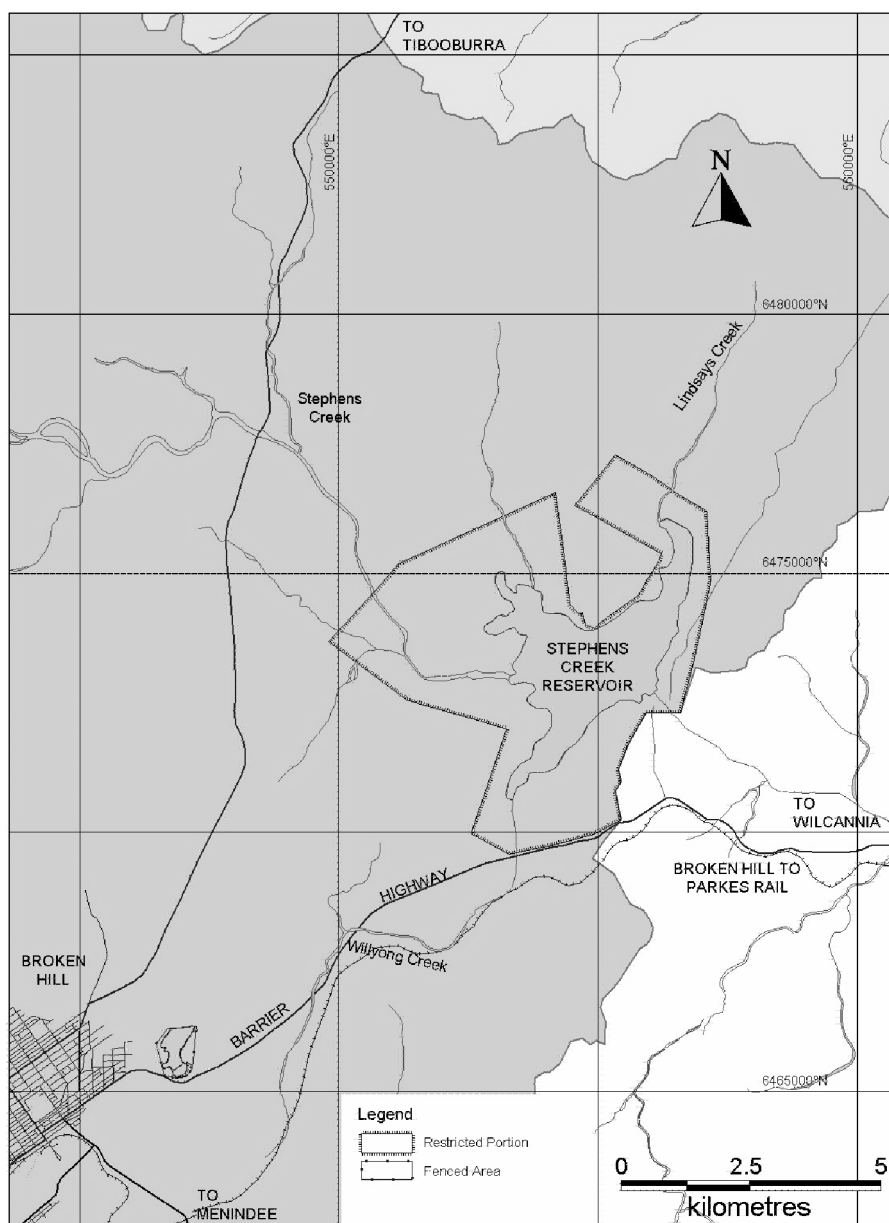 TO
TIBOOBURRA
550000°E
560000°E
N
6480000°N
Lindsays Creek
Stephens
Creek
6475000°N
STEPHENS
CREEK
RESERVOIR
TO
WILCANNIA
BROKEN HILL TO
PARKES RAIL
HIGHWAY
Willyong Creek
BROKEN
HILL
BARRIER
6465000°N
Legend
Restricted Portion
Fenced Area
0 2.5 5
kilometres
TO
MENINDEE